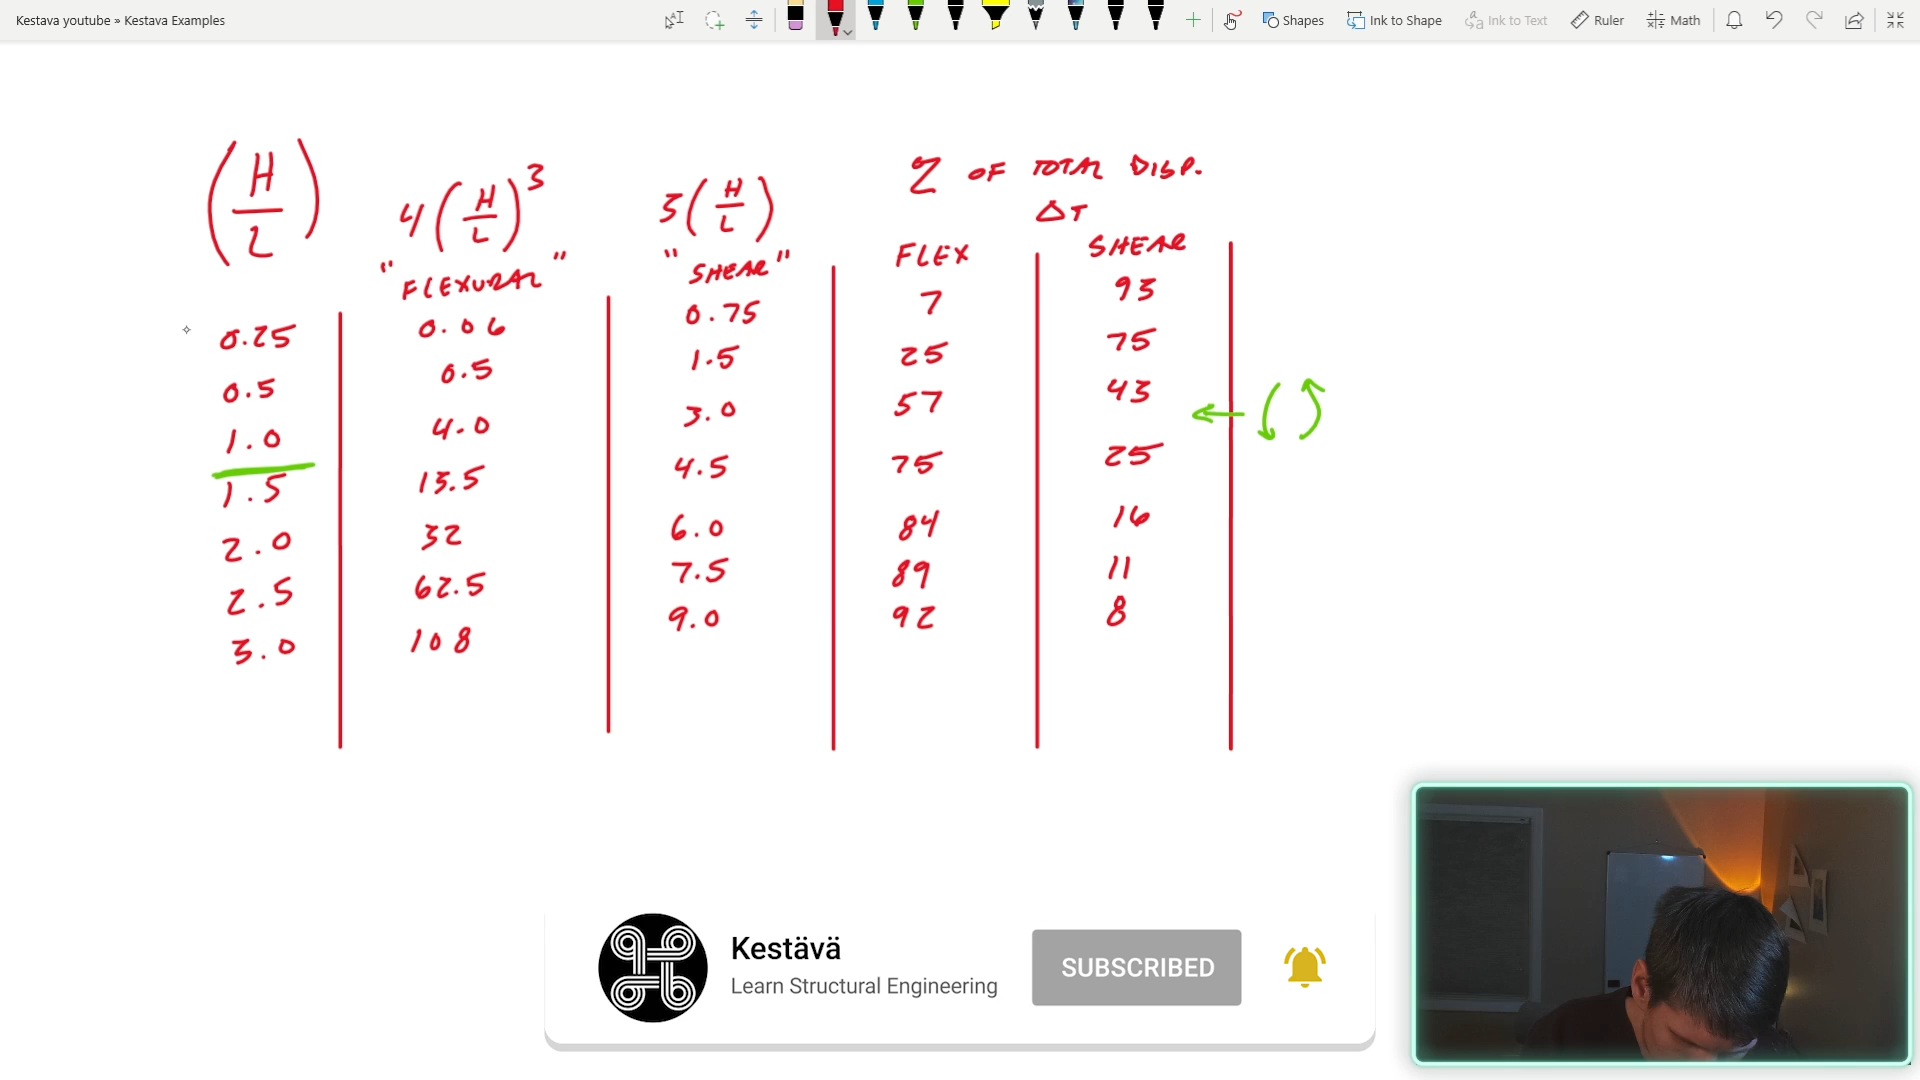 Kestava youtube » Kestava Examples
Shapes Ink to Shape Ink to Text Ruler Math
(H/L) 4(H/L)³ 3(H/L) % OF TOTAL DISP.
ΔT
"FLEXURAL" "SHEAR" FLEX SHEAR
0.25 0.06 0.75 7 93
0.5 0.5 1.5 25 75
1.0 4.0 3.0 57 43
1.5 13.5 4.5 75 25
2.0 32 6.0 84 16
2.5 62.5 7.5 89 11
3.0 108 9.0 92 8
Kestävä
Learn Structural Engineering
SUBSCRIBED